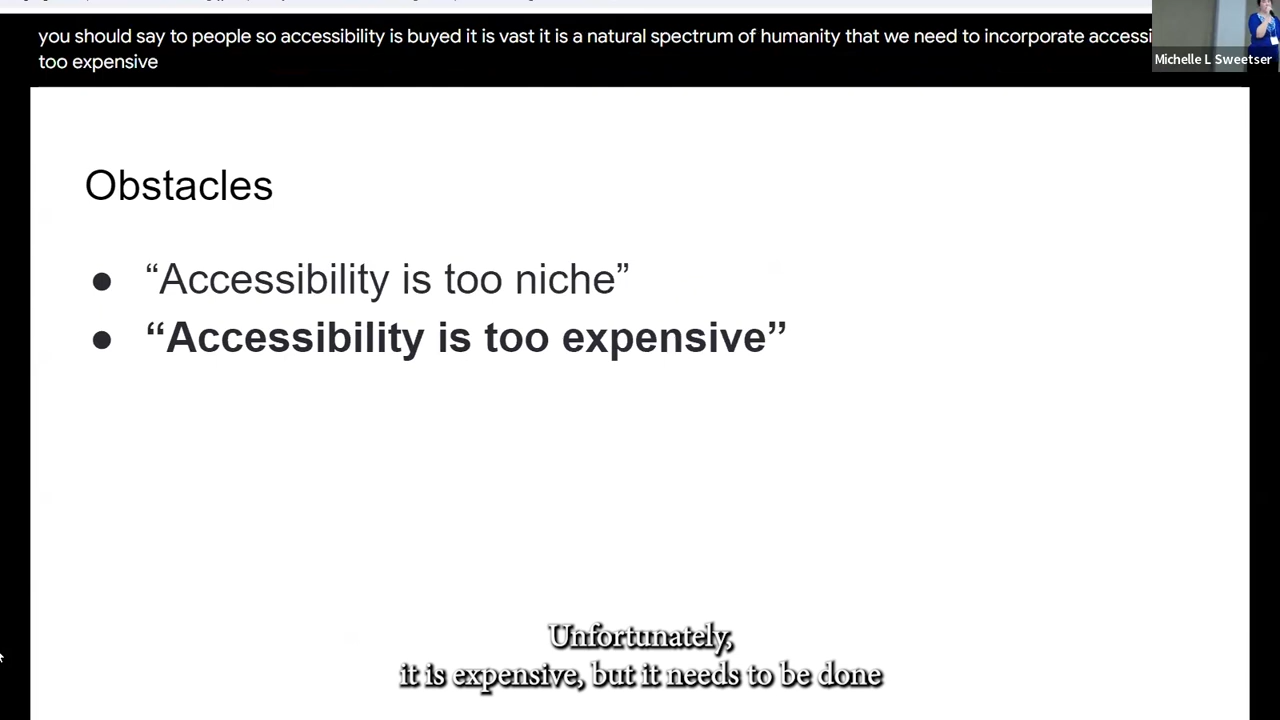 you should say to people so accessibility is buyed it is vast it is a natural spectrum of humanity that we need to incorporate
too expensive
Michelle L Sweetser
Obstacles
● “Accessibility is too niche”
● “Accessibility is too expensive”
Unfortunately,
it is expensive, but it needs to be done